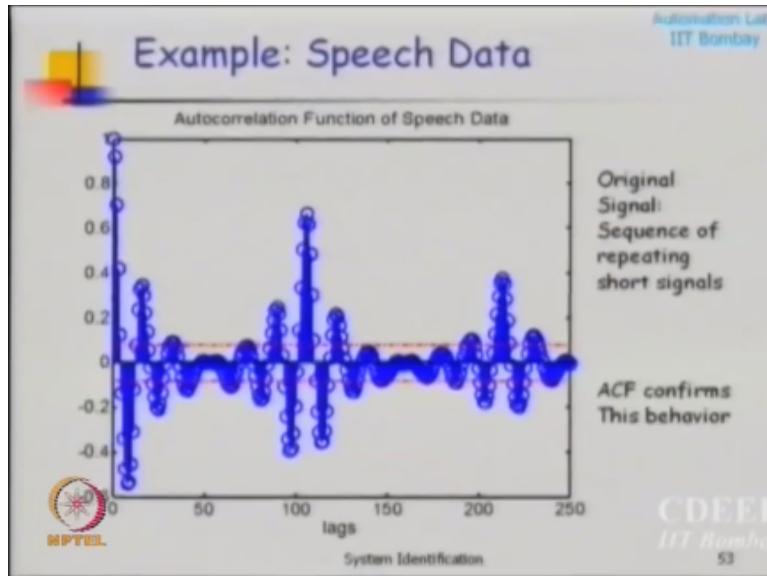 Automation Lab
IIT Bombay
Example: Speech Data
Autocorrelation Function of Speech Data
0.8
0.6
0.4
0.2
0
-0.2
-0.4
0
50
100
150
200
250
lags
Original
Signal:
Sequence of
repeating
short signals
ACF confirms
This behavior
NPTEL
System Identification
CDEEP
IIT Bombay
53